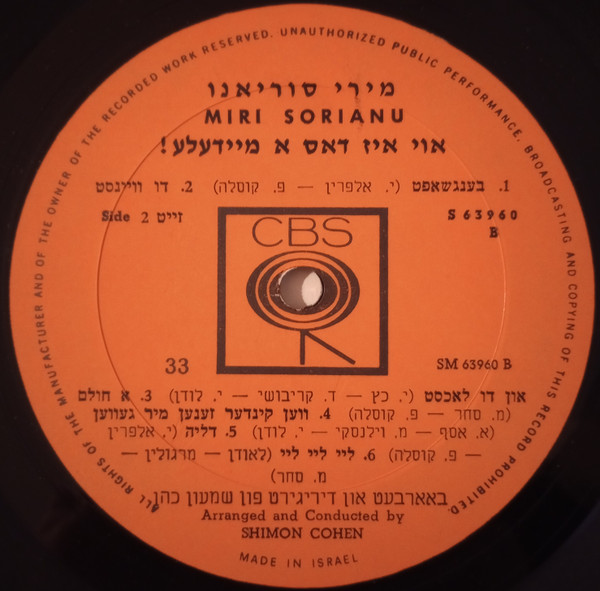 ALL RIGHTS OF THE MANUFACTURER AND OF THE OWNER OF THE RECORDED WORK RESERVED. UNAUTHORIZED PUBLIC PERFORMANCE, BROADCASTING AND COPYING OF THIS RECORD PROHIBITED.
מירי סוריאנו
MIRI SORIANU
אוי איז דאס א מיידעלע!
1. בענגשאפט (י. אלפרין – פ. קוסלה) 2. דו וויינסט
Side 2 זייט
S 63960
B
CBS
33
SM 63960 B
און דו לאכסט (י. כץ – ד. קריבושי – י. לודן) 3. א חולם
(מ. סחר – פ. קוסלה) 4. ווען קינדער זענען מיר געווען
(א. אסף – מ. וילנסקי – י. לודן) 5. דליה (י. אלפרין
– פ. קוסלה) 6. ליי ליי ליי (לאודן – מרגולין –
מ. סחר)
באארבעט און דיריגירט פון שמעון כהן
Arranged and Conducted by
SHIMON COHEN
MADE IN ISRAEL